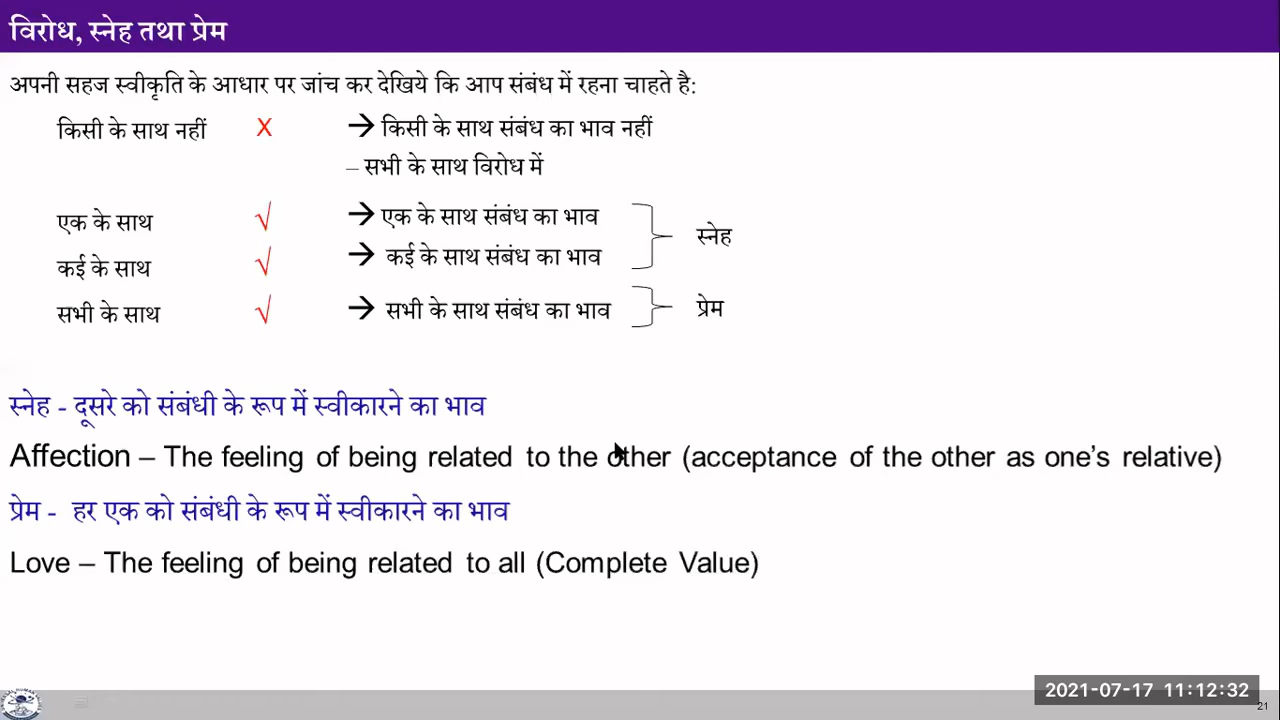 विरोध, स्नेह तथा प्रेम
अपनी सहज स्वीकृति के आधार पर जांच कर देखिये कि आप संबंध में रहना चाहते है:
किसी के साथ नहीं X → किसी के साथ संबंध का भाव नहीं
– सभी के साथ विरोध में
एक के साथ √ → एक के साथ संबंध का भाव
स्नेह
कई के साथ √ → कई के साथ संबंध का भाव
सभी के साथ √ → सभी के साथ संबंध का भाव प्रेम
स्नेह - दूसरे को संबंधी के रूप में स्वीकारने का भाव
Affection – The feeling of being related to the other (acceptance of the other as one’s relative)
प्रेम - हर एक को संबंधी के रूप में स्वीकारने का भाव
Love – The feeling of being related to all (Complete Value)
2021-07-17 11:12:32
21